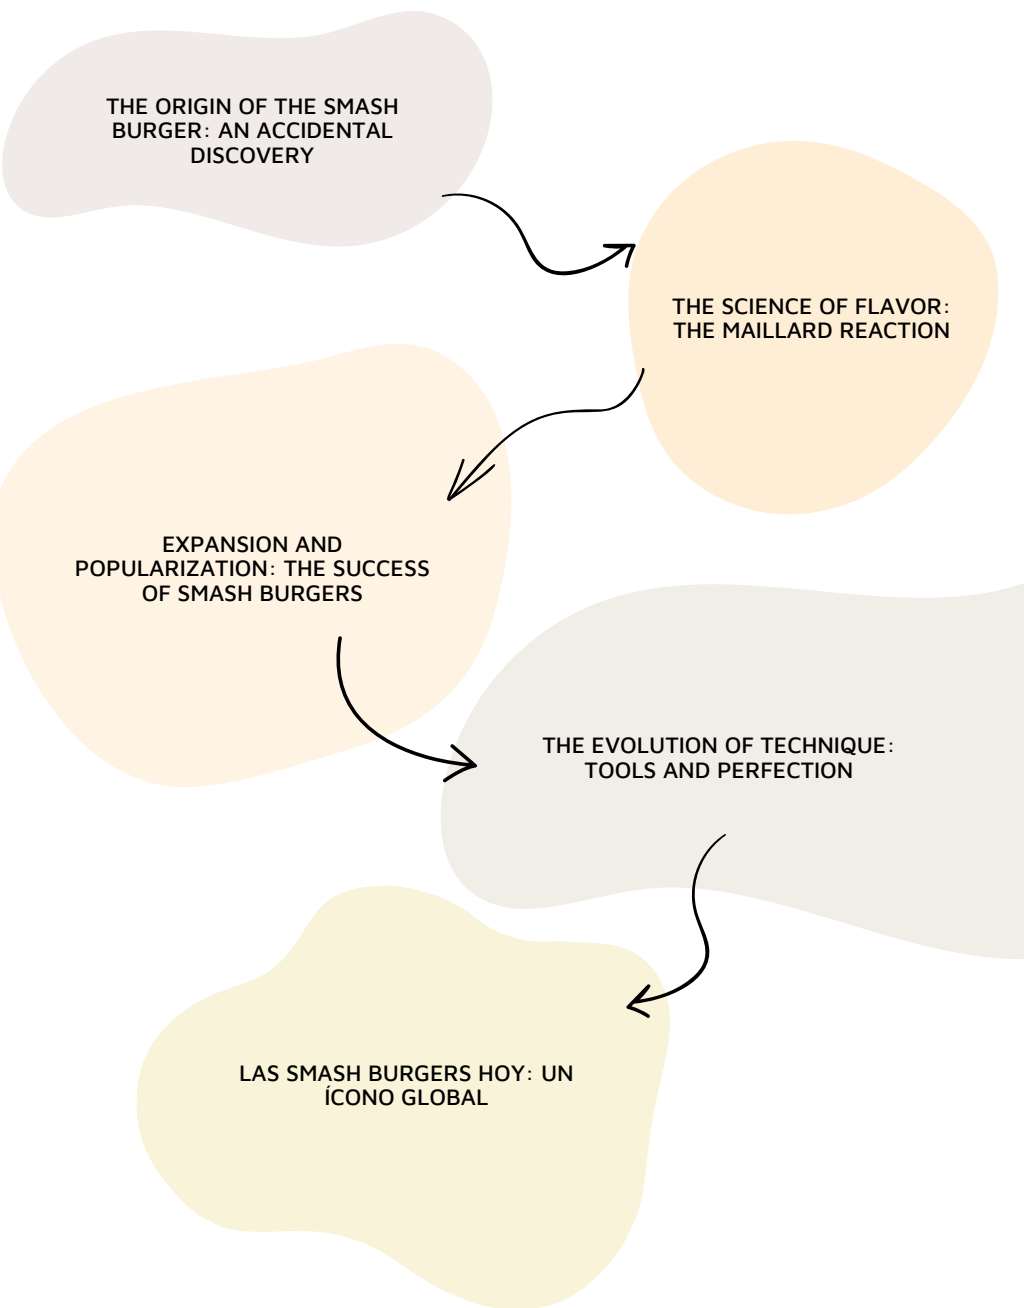 THE ORIGIN OF THE SMASH
BURGER: AN ACCIDENTAL
DISCOVERY
THE SCIENCE OF FLAVOR:
THE MAILLARD REACTION
EXPANSION AND
POPULARIZATION: THE SUCCESS
OF SMASH BURGERS
THE EVOLUTION OF TECHNIQUE:
TOOLS AND PERFECTION
LAS SMASH BURGERS HOY: UN
ÍCONO GLOBAL